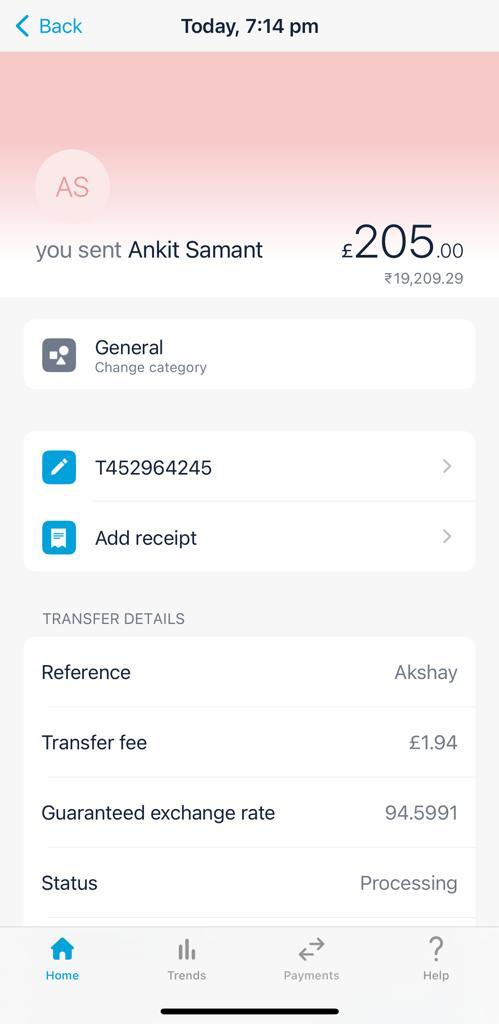 Back
Today, 7:14 pm
AS
you sent Ankit Samant
£205.00
₹19,209.29
General
Change category
T452964245
Add receipt
TRANSFER DETAILS
Reference Akshay
Transfer fee £1.94
Guaranteed exchange rate 94.5991
Status Processing
Home Trends Payments Help